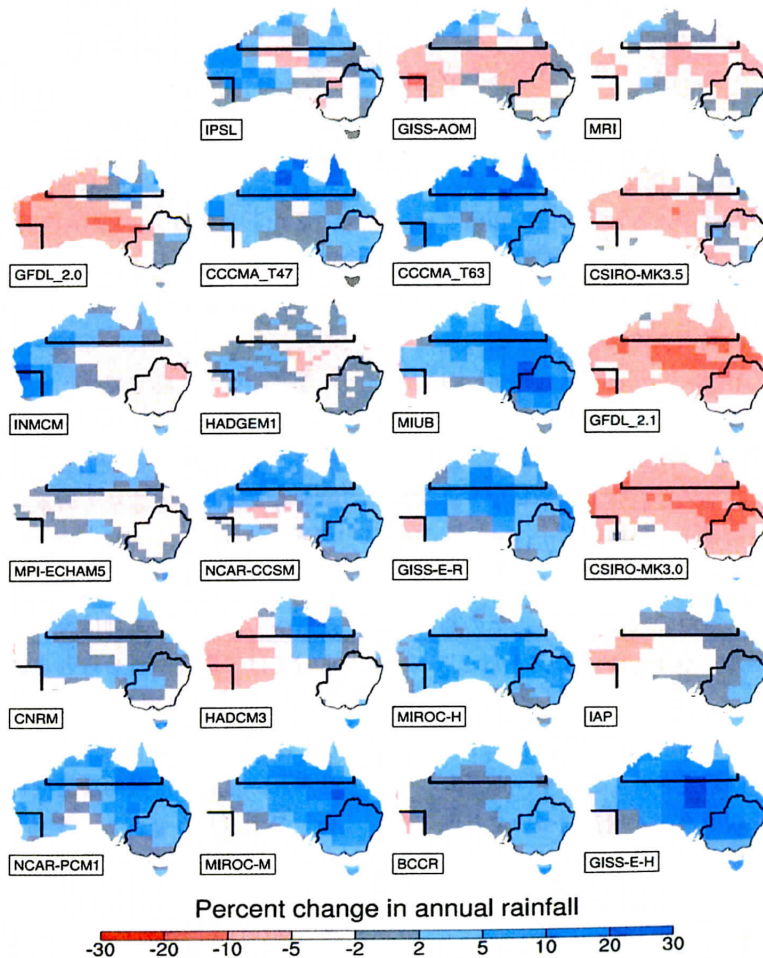 IPSL
GISS-AOM
MRI
GFDL_2.0
CCCMA_T47
CCCMA_T63
CSIRO-MK3.5
INMCM
HADGEM1
MIUB
GFDL_2.1
MPI-ECHAM5
NCAR-CCSM
GISS-E-R
CSIRO-MK3.0
CNRM
HADCM3
MIROC-H
IAP
NCAR-PCM1
MIROC-M
BCCR
GISS-E-H
Percent change in annual rainfall
-30 -20 -10 -5 -2 2 5 10 20 30